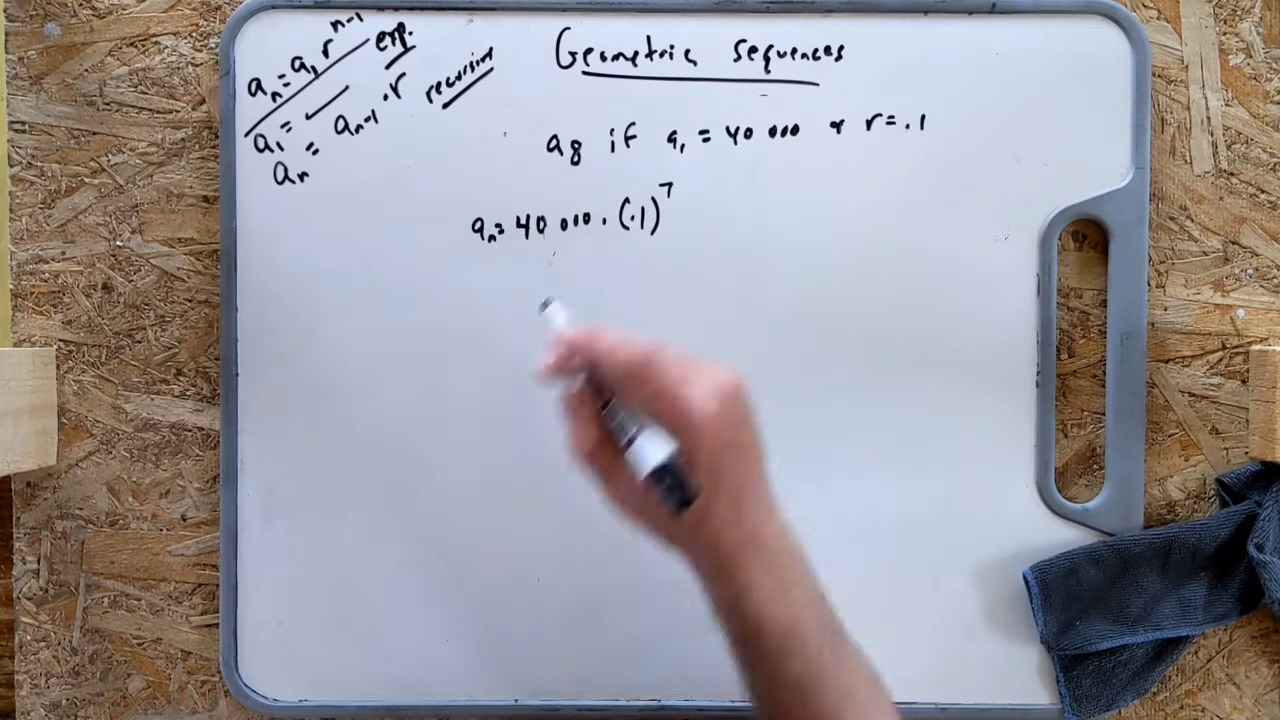 Geometric sequences
aₙ = a₁ rⁿ⁻¹ exp.
a₁ =
aₙ = aₙ₋₁ · r recursive
a₈ if a₁ = 40 000 & r = .1
aₙ = 40 000 · (.1)⁷